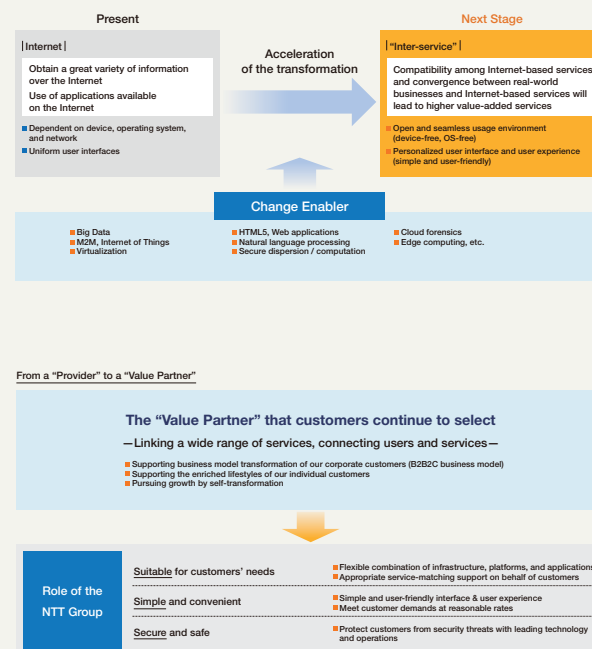 Present
Next Stage
Internet
Obtain a great variety of information
over the Internet
Use of applications available
on the Internet
Dependent on device, operating system,
and network
Uniform user interfaces
Acceleration
of the transformation
"Inter-service"
Compatibility among Internet-based services
and convergence between real-world
businesses and Internet-based services will
lead to higher value-added services
Open and seamless usage environment
(device-free, OS-free)
Personalized user interface and user experience
(simple and user-friendly)
Change Enabler
Big Data
M2M, Internet of Things
Virtualization
HTML5, Web applications
Natural language processing
Secure dispersion / computation
Cloud forensics
Edge computing, etc.
From a "Provider" to a "Value Partner"
The "Value Partner" that customers continue to select
—Linking a wide range of services, connecting users and services—
Supporting business model transformation of our corporate customers (B2B2C business model)
Supporting the enriched lifestyles of our individual customers
Pursuing growth by self-transformation
Role of the
NTT Group
Suitable for customers' needs
Flexible combination of infrastructure, platforms, and applications
Appropriate service-matching support on behalf of customers
Simple and convenient
Simple and user-friendly interface & user experience
Meet customer demands at reasonable rates
Secure and safe
Protect customers from security threats with leading technology
and operations